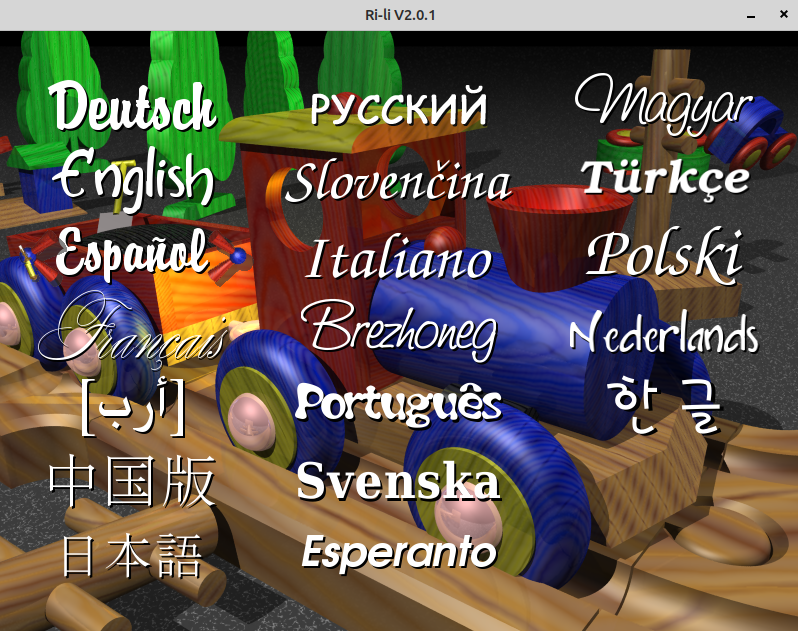 Ri-li V2.0.1
Deutsch
English
Español
Français
[أرب]
中国版
日本語
РУССКИЙ
Slovenčina
Italiano
Brezhoneg
Português
Svenska
Esperanto
Magyar
Türkçe
Polski
Nederlands
한글